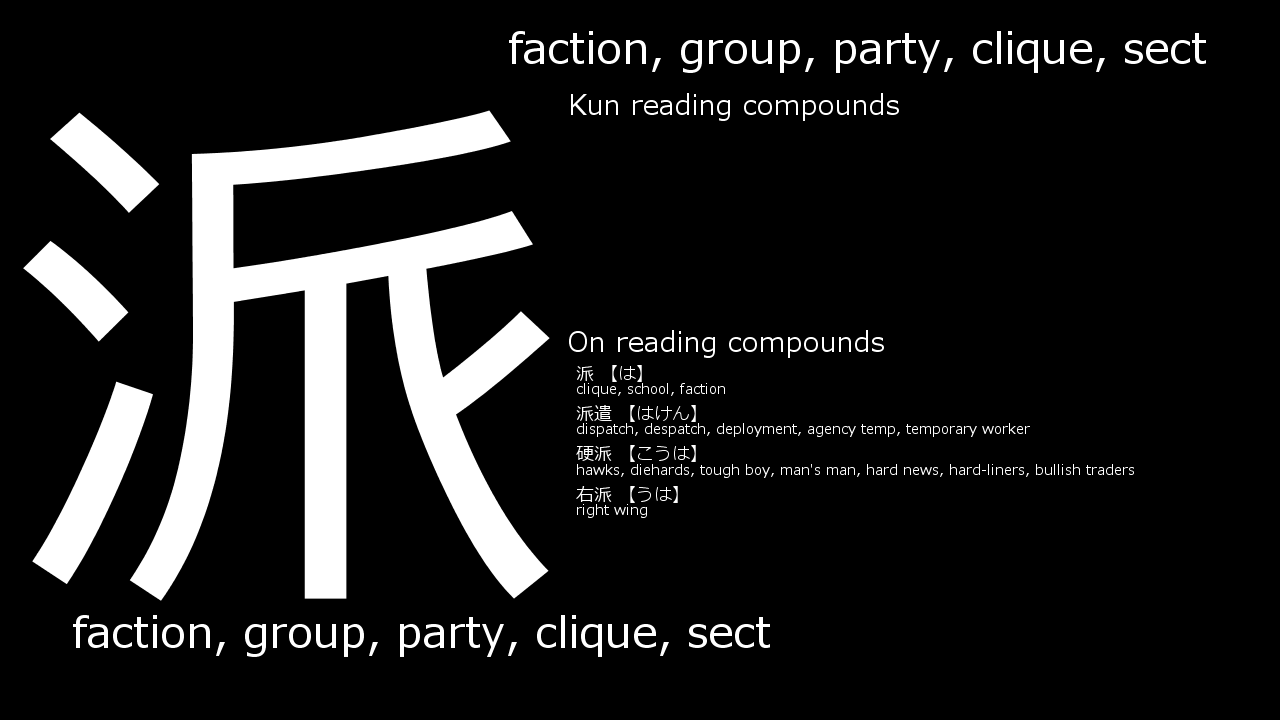 faction, group, party, clique, sect
Kun reading compounds
派
On reading compounds
派 【は】
clique, school, faction
派遣 【はけん】
dispatch, despatch, deployment, agency temp, temporary worker
硬派 【こうは】
hawks, diehards, tough boy, man's man, hard news, hard-liners, bullish traders
右派 【うは】
right wing
faction, group, party, clique, sect